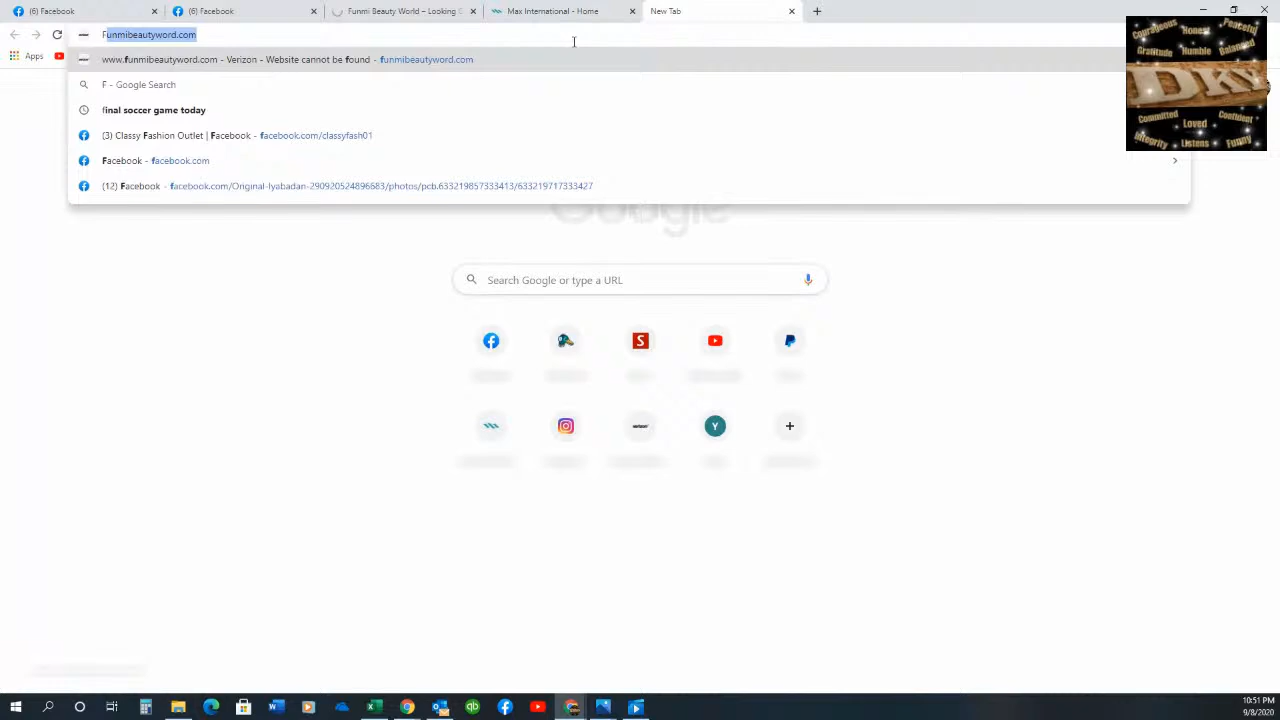 (6) Facebook
(6) Facebook
Funmi Beauty World – Lookin
Max International - Home
New Tab
Funmibeautyword.com
Apps
www.funmibeautyword.com - Verizon - Website cannot be found - funmibeautyword.com
F - Google Search
final soccer game today
(3) Classy Fashion Outlet | Facebook - facebook.com/classyfash01
Facebook - facebook.com
(12) Facebook - facebook.com/Original-Iyabadan-290920524896683/photos/pcb.633219857333413/633219717333427
Courageous Honest Peaceful
Gratitude Humble Balanced
DKY
Committed Loved Confident
Integrity Listens Funny
Google
Search Google or type a URL
S
Y
10:51 PM
9/8/2020